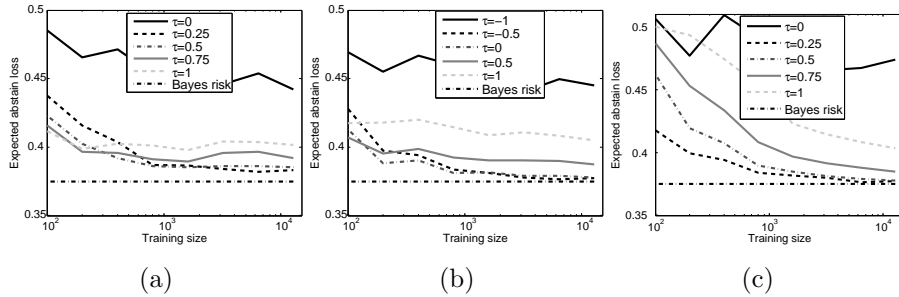 0.5
0.45
0.4
0.35
Expected abstain loss
10^2
10^3
10^4
Training size
τ=0
τ=0.25
τ=0.5
τ=0.75
τ=1
Bayes risk
(a)
0.5
0.45
0.4
0.35
Expected abstain loss
10^2
10^3
10^4
Training size
τ=−1
τ=−0.5
τ=0
τ=0.5
τ=1
Bayes risk
(b)
0.5
0.45
0.4
0.35
Expected abstain loss
10^2
10^3
10^4
Training size
τ=0
τ=0.25
τ=0.5
τ=0.75
τ=1
Bayes risk
(c)